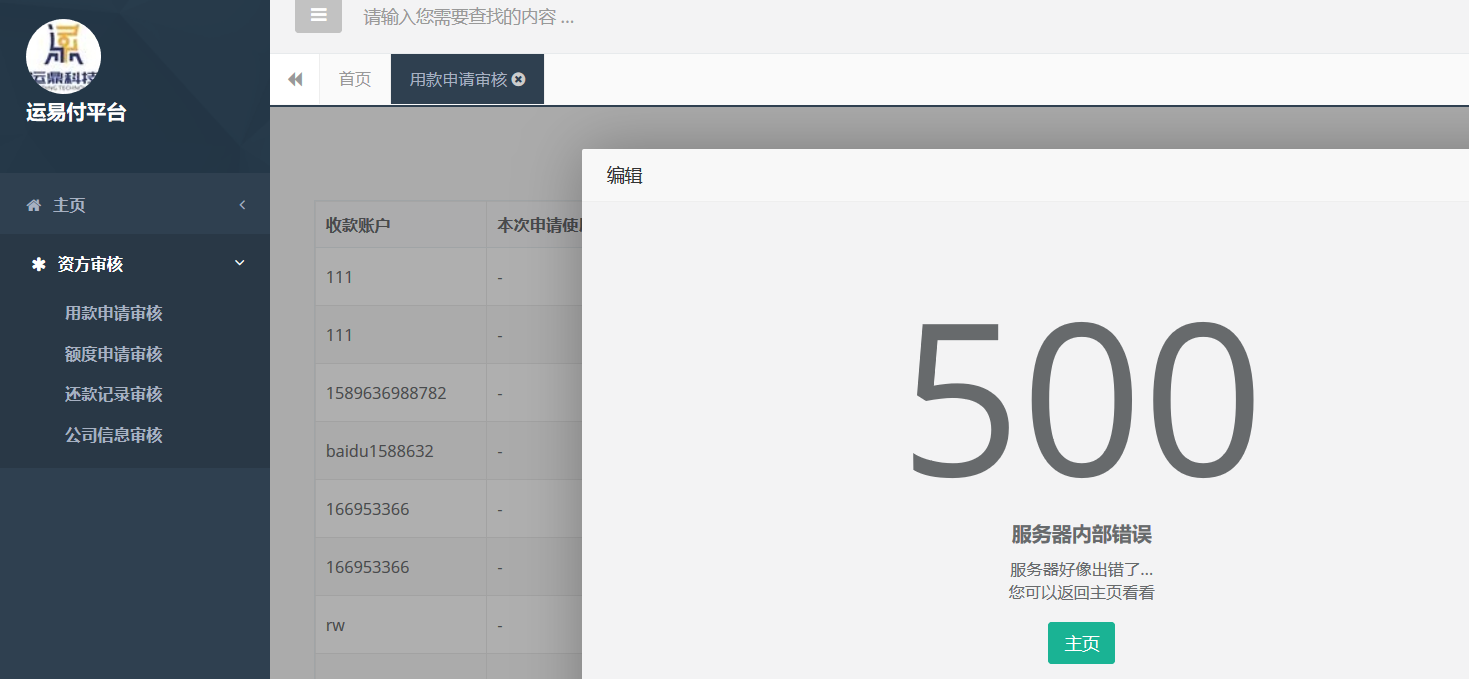 运鼎科技
运易付平台
主页
资方审核
用款申请审核
额度申请审核
还款记录审核
公司信息审核
请输入您需要查找的内容 ...
首页
用款申请审核
收款账户
本次申请使
111
-
111
-
1589636988782
-
baidu1588632
-
166953366
-
166953366
-
rw
-
编辑
500
服务器内部错误
服务器好像出错了...
您可以返回主页看看
主页